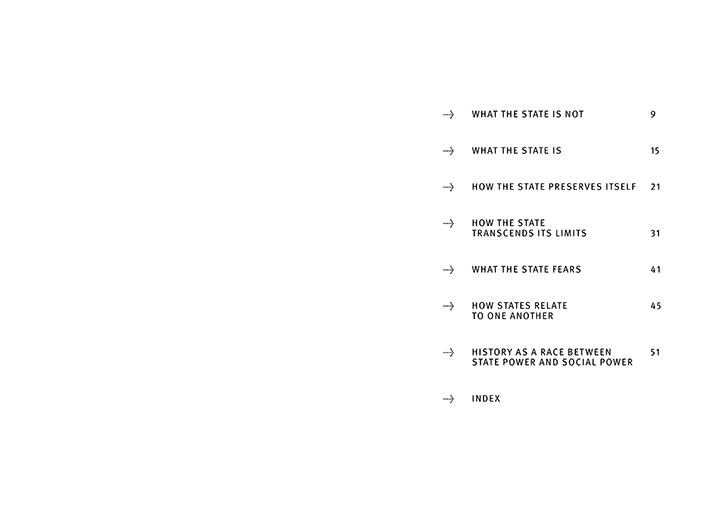 → WHAT THE STATE IS NOT 9
→ WHAT THE STATE IS 15
→ HOW THE STATE PRESERVES ITSELF 21
→ HOW THE STATE
TRANSCENDS ITS LIMITS 31
→ WHAT THE STATE FEARS 41
→ HOW STATES RELATE 45
TO ONE ANOTHER
→ HISTORY AS A RACE BETWEEN 51
STATE POWER AND SOCIAL POWER
→ INDEX